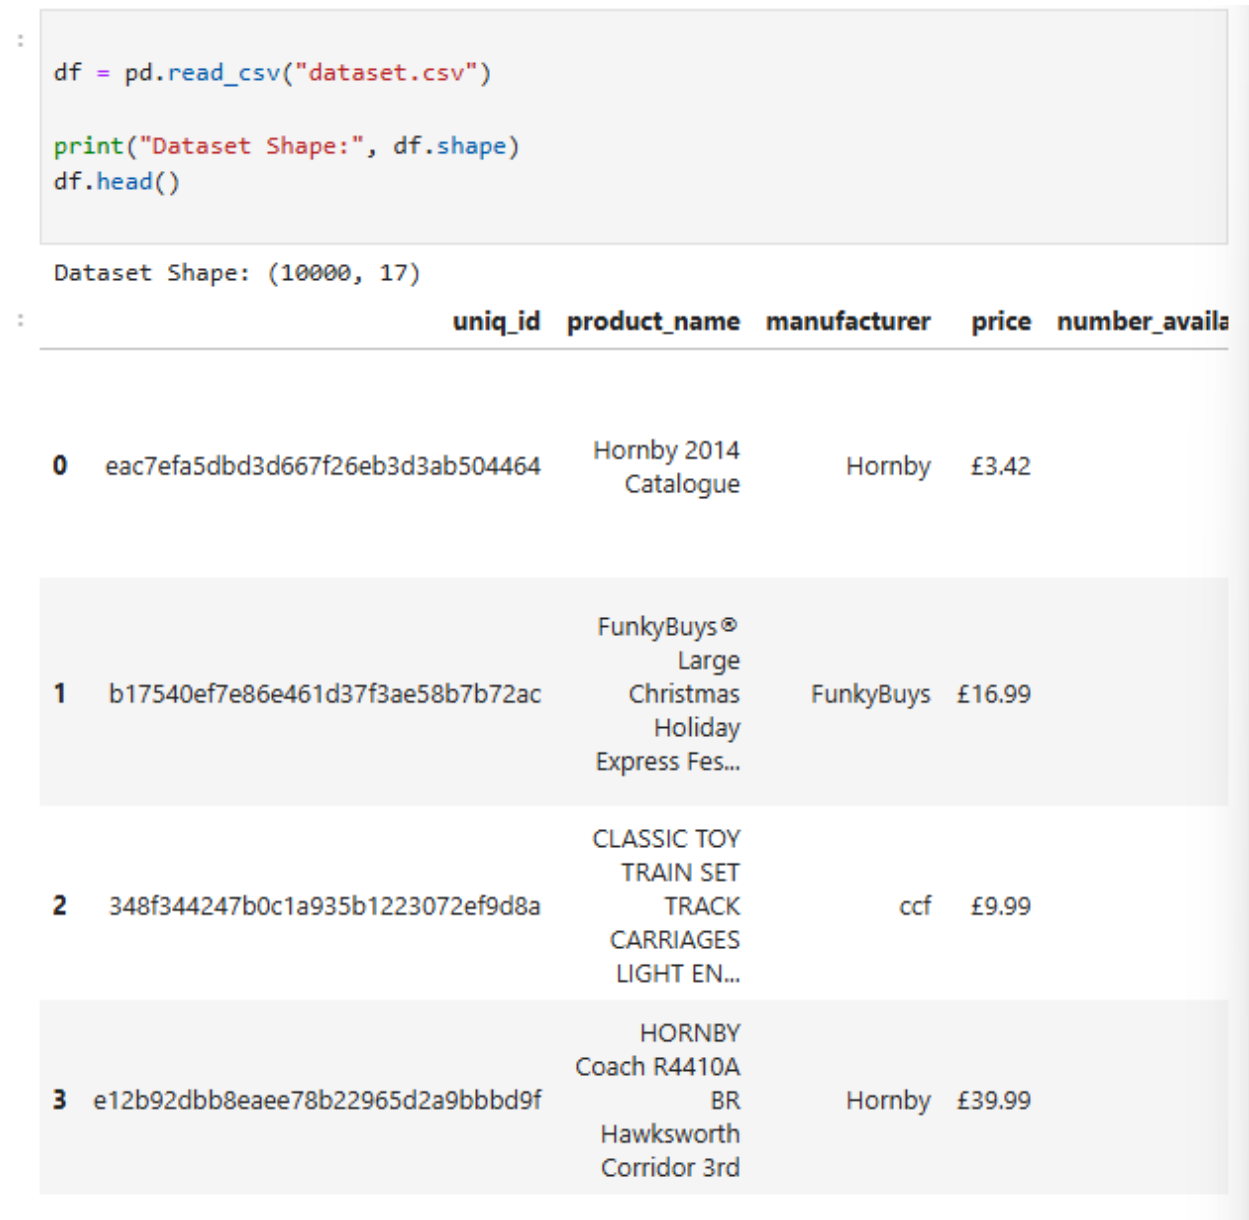 df = pd.read_csv("dataset.csv")
print("Dataset Shape:", df.shape)
df.head()
Dataset Shape: (10000, 17)
uniq_id product_name manufacturer price number_availa
0 eac7efa5dbd3d667f26eb3d3ab504464 Hornby 2014 Catalogue Hornby £3.42
1 b17540ef7e86e461d37f3ae58b7b72ac FunkyBuys® Large Christmas Holiday Express Fes... FunkyBuys £16.99
2 348f344247b0c1a935b1223072ef9d8a CLASSIC TOY TRAIN SET TRACK CARRIAGES LIGHT EN... ccf £9.99
3 e12b92dbb8eaee78b22965d2a9bbbd9f HORNBY Coach R4410A BR Hawksworth Corridor 3rd Hornby £39.99